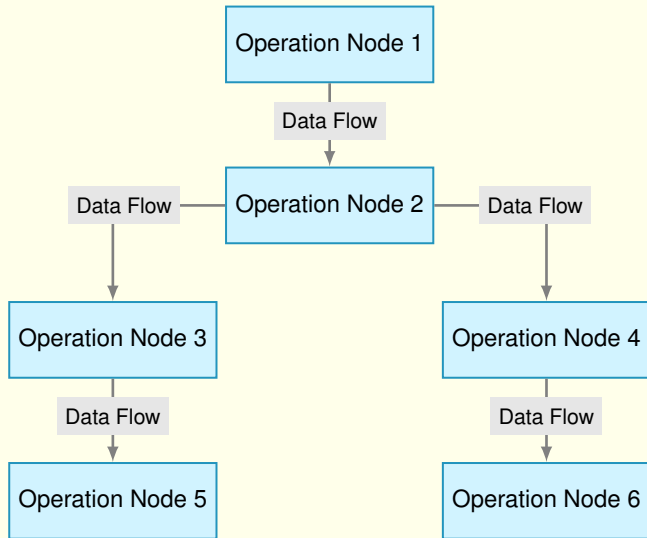 Operation Node 1
Data Flow
Operation Node 2
Data Flow
Data Flow
Operation Node 3
Operation Node 4
Data Flow
Data Flow
Operation Node 5
Operation Node 6